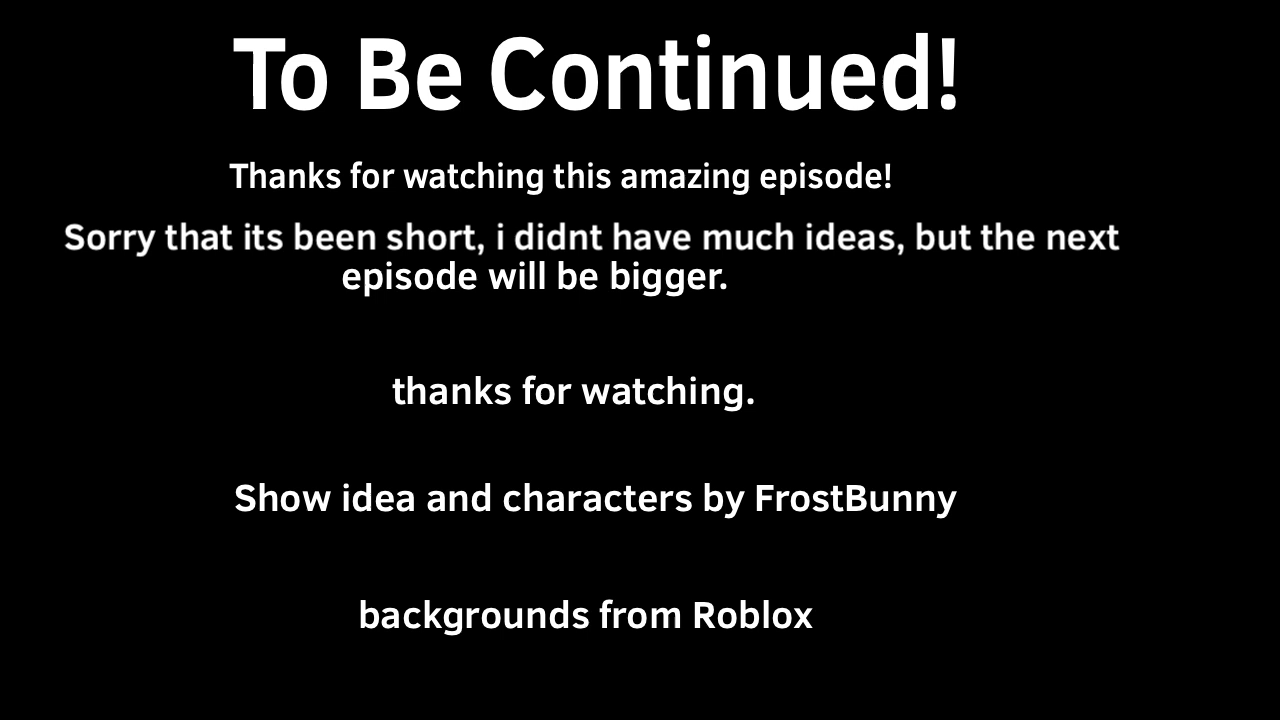 To Be Continued!
Thanks for watching this amazing episode!
Sorry that its been short, i didnt have much ideas, but the next
episode will be bigger.
thanks for watching.
Show idea and characters by FrostBunny
backgrounds from Roblox